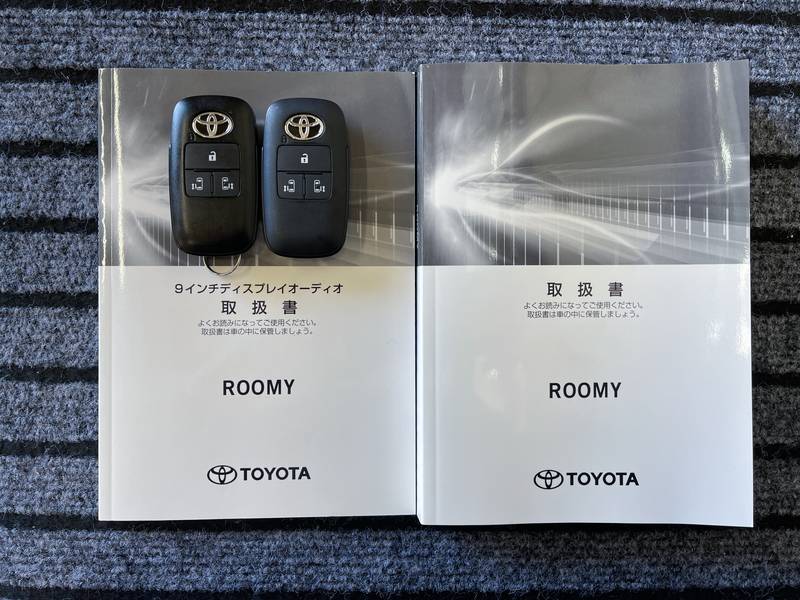 9インチディスプレイオーディオ
取扱書
よくお読みになってご使用ください。
取扱書は車の中に保管しましょう。
ROOMY
TOYOTA
取扱書
よくお読みになってご使用ください。
取扱書は車の中に保管しましょう。
ROOMY
TOYOTA